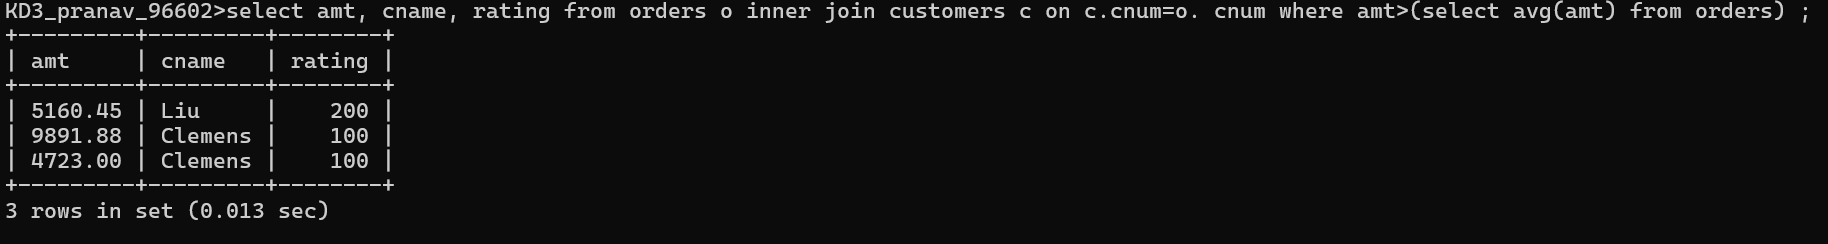 KD3_pranav_96602>select amt, cname, rating from orders o inner join customers c on c.cnum=o. cnum where amt>(select avg(amt) from orders) ;
+---------+---------+--------+
| amt     | cname   | rating |
+---------+---------+--------+
| 5160.45 | Liu     |    200 |
| 9891.88 | Clemens |    100 |
| 4723.00 | Clemens |    100 |
+---------+---------+--------+
3 rows in set (0.013 sec)